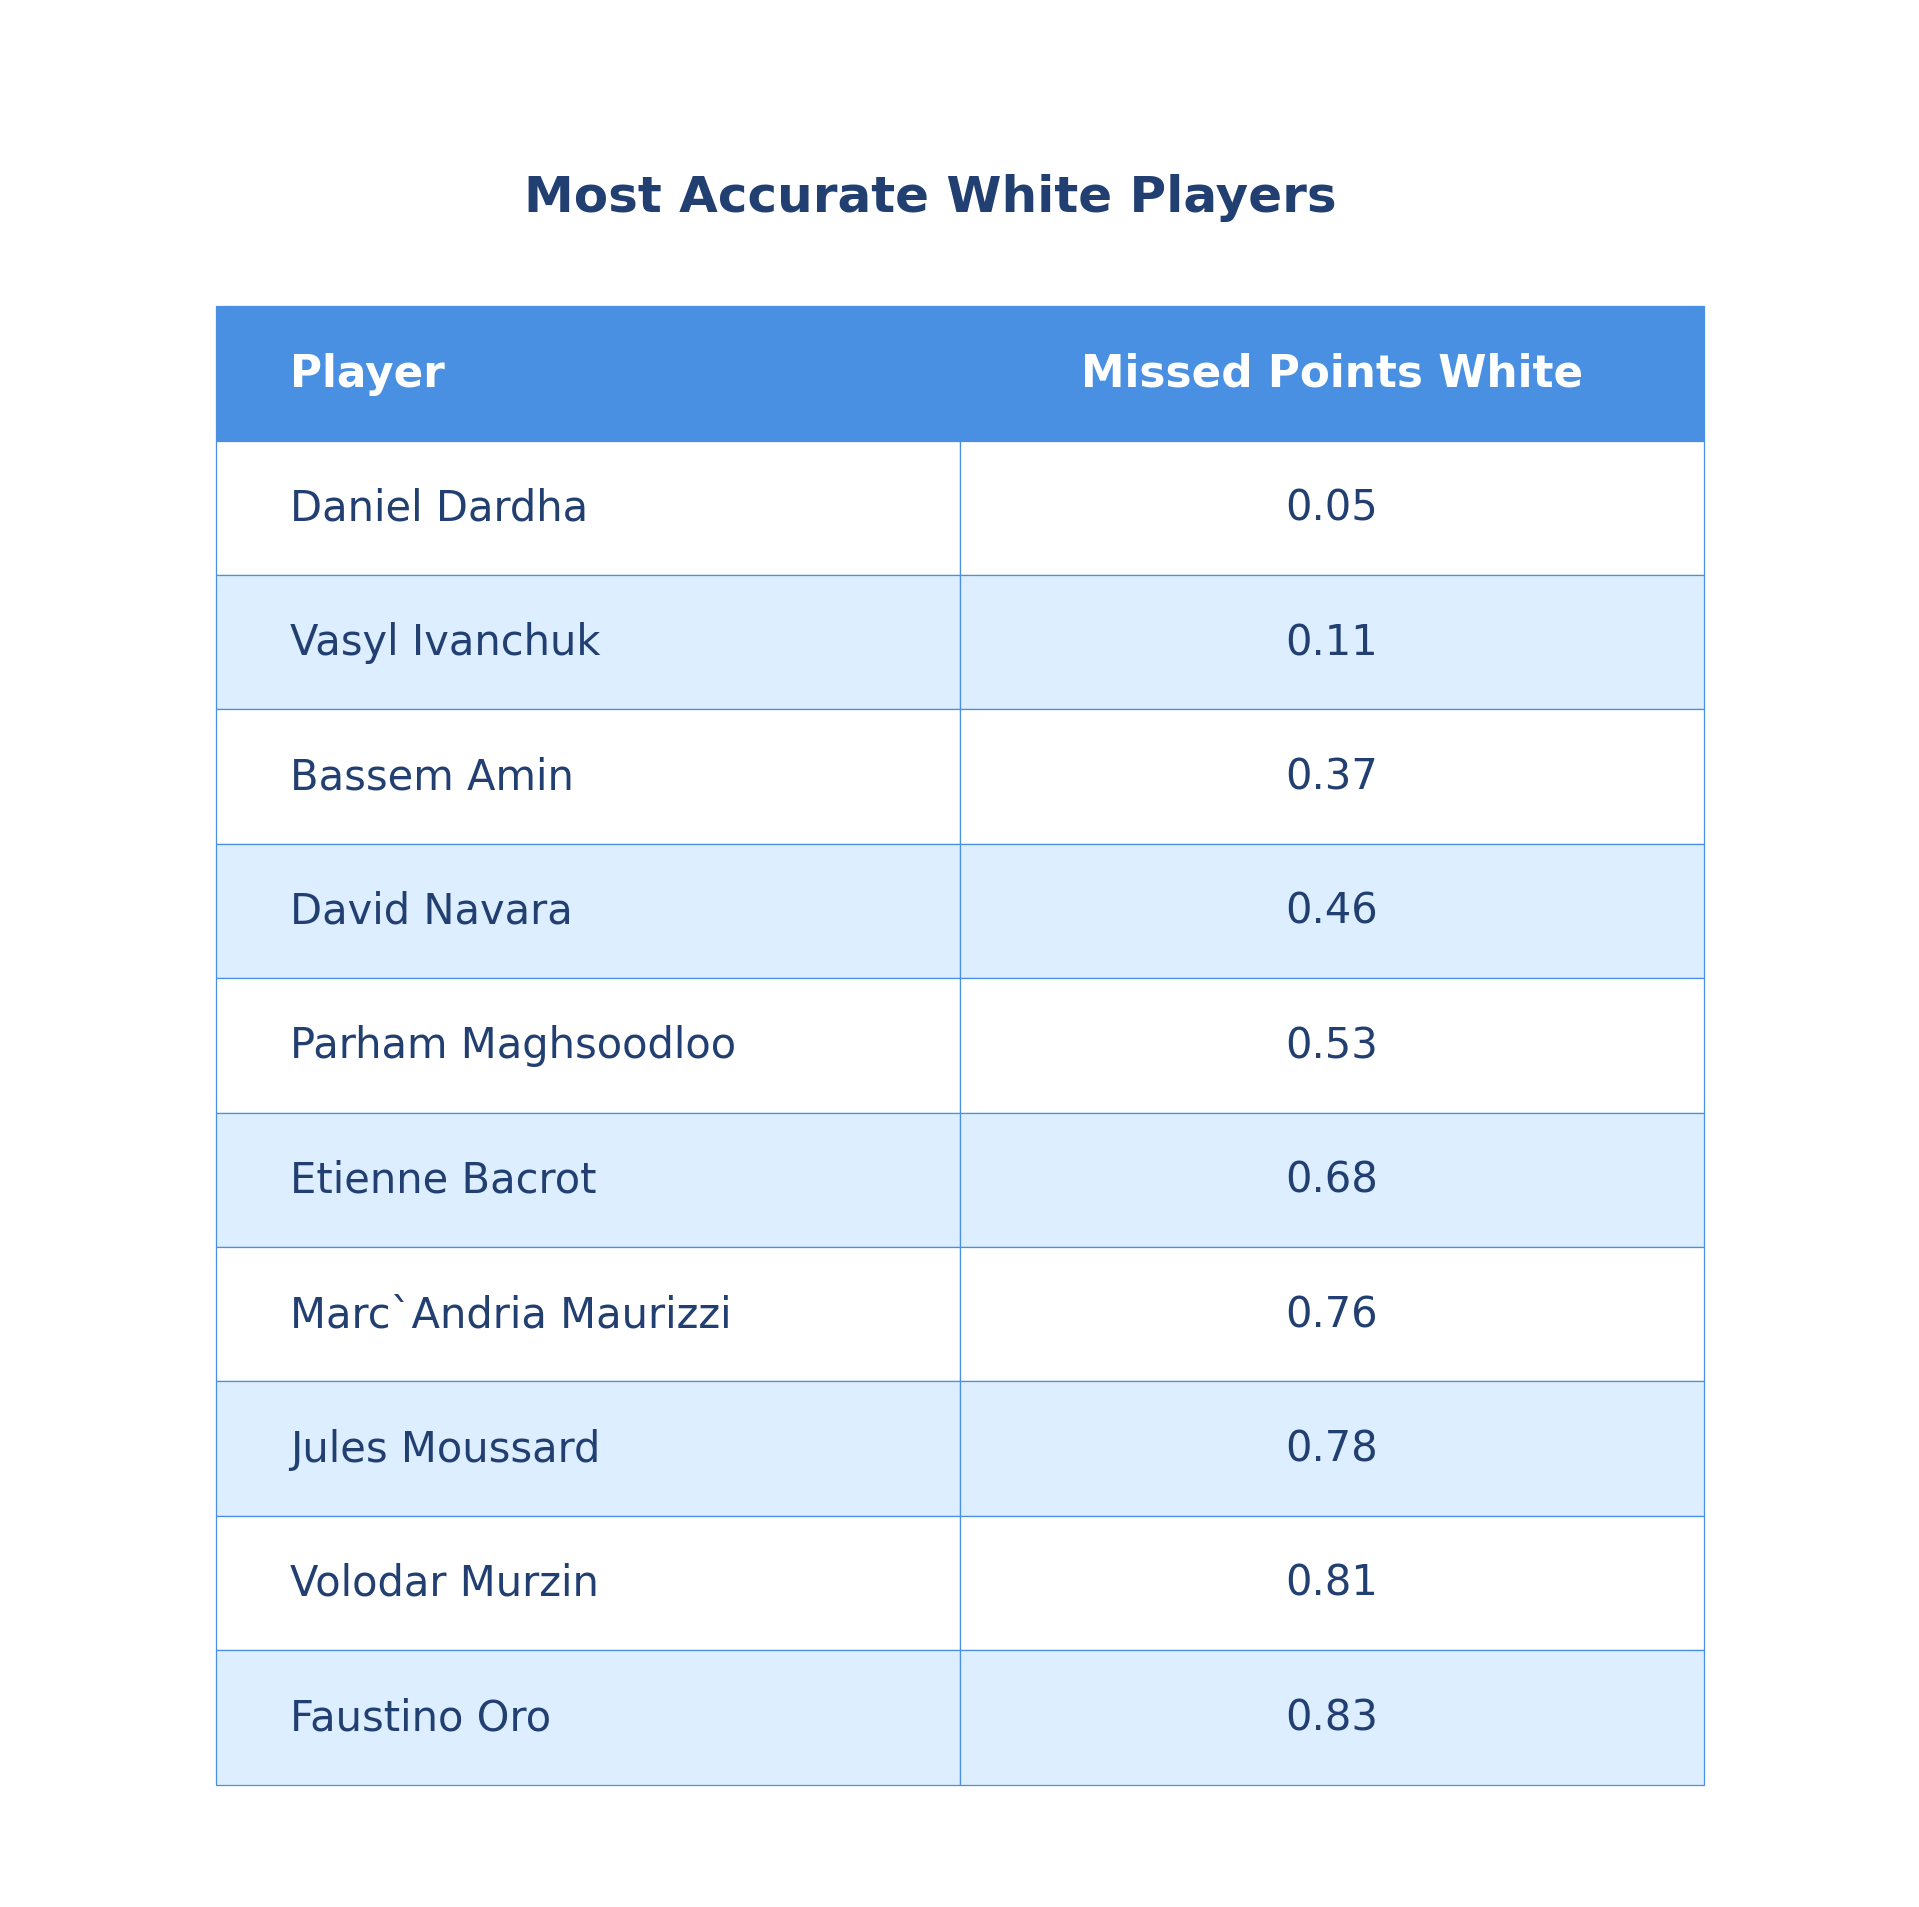 Most Accurate White Players
Player Missed Points White
Daniel Dardha 0.05
Vasyl Ivanchuk 0.11
Bassem Amin 0.37
David Navara 0.46
Parham Maghsoodloo 0.53
Etienne Bacrot 0.68
Marc`Andria Maurizzi 0.76
Jules Moussard 0.78
Volodar Murzin 0.81
Faustino Oro 0.83